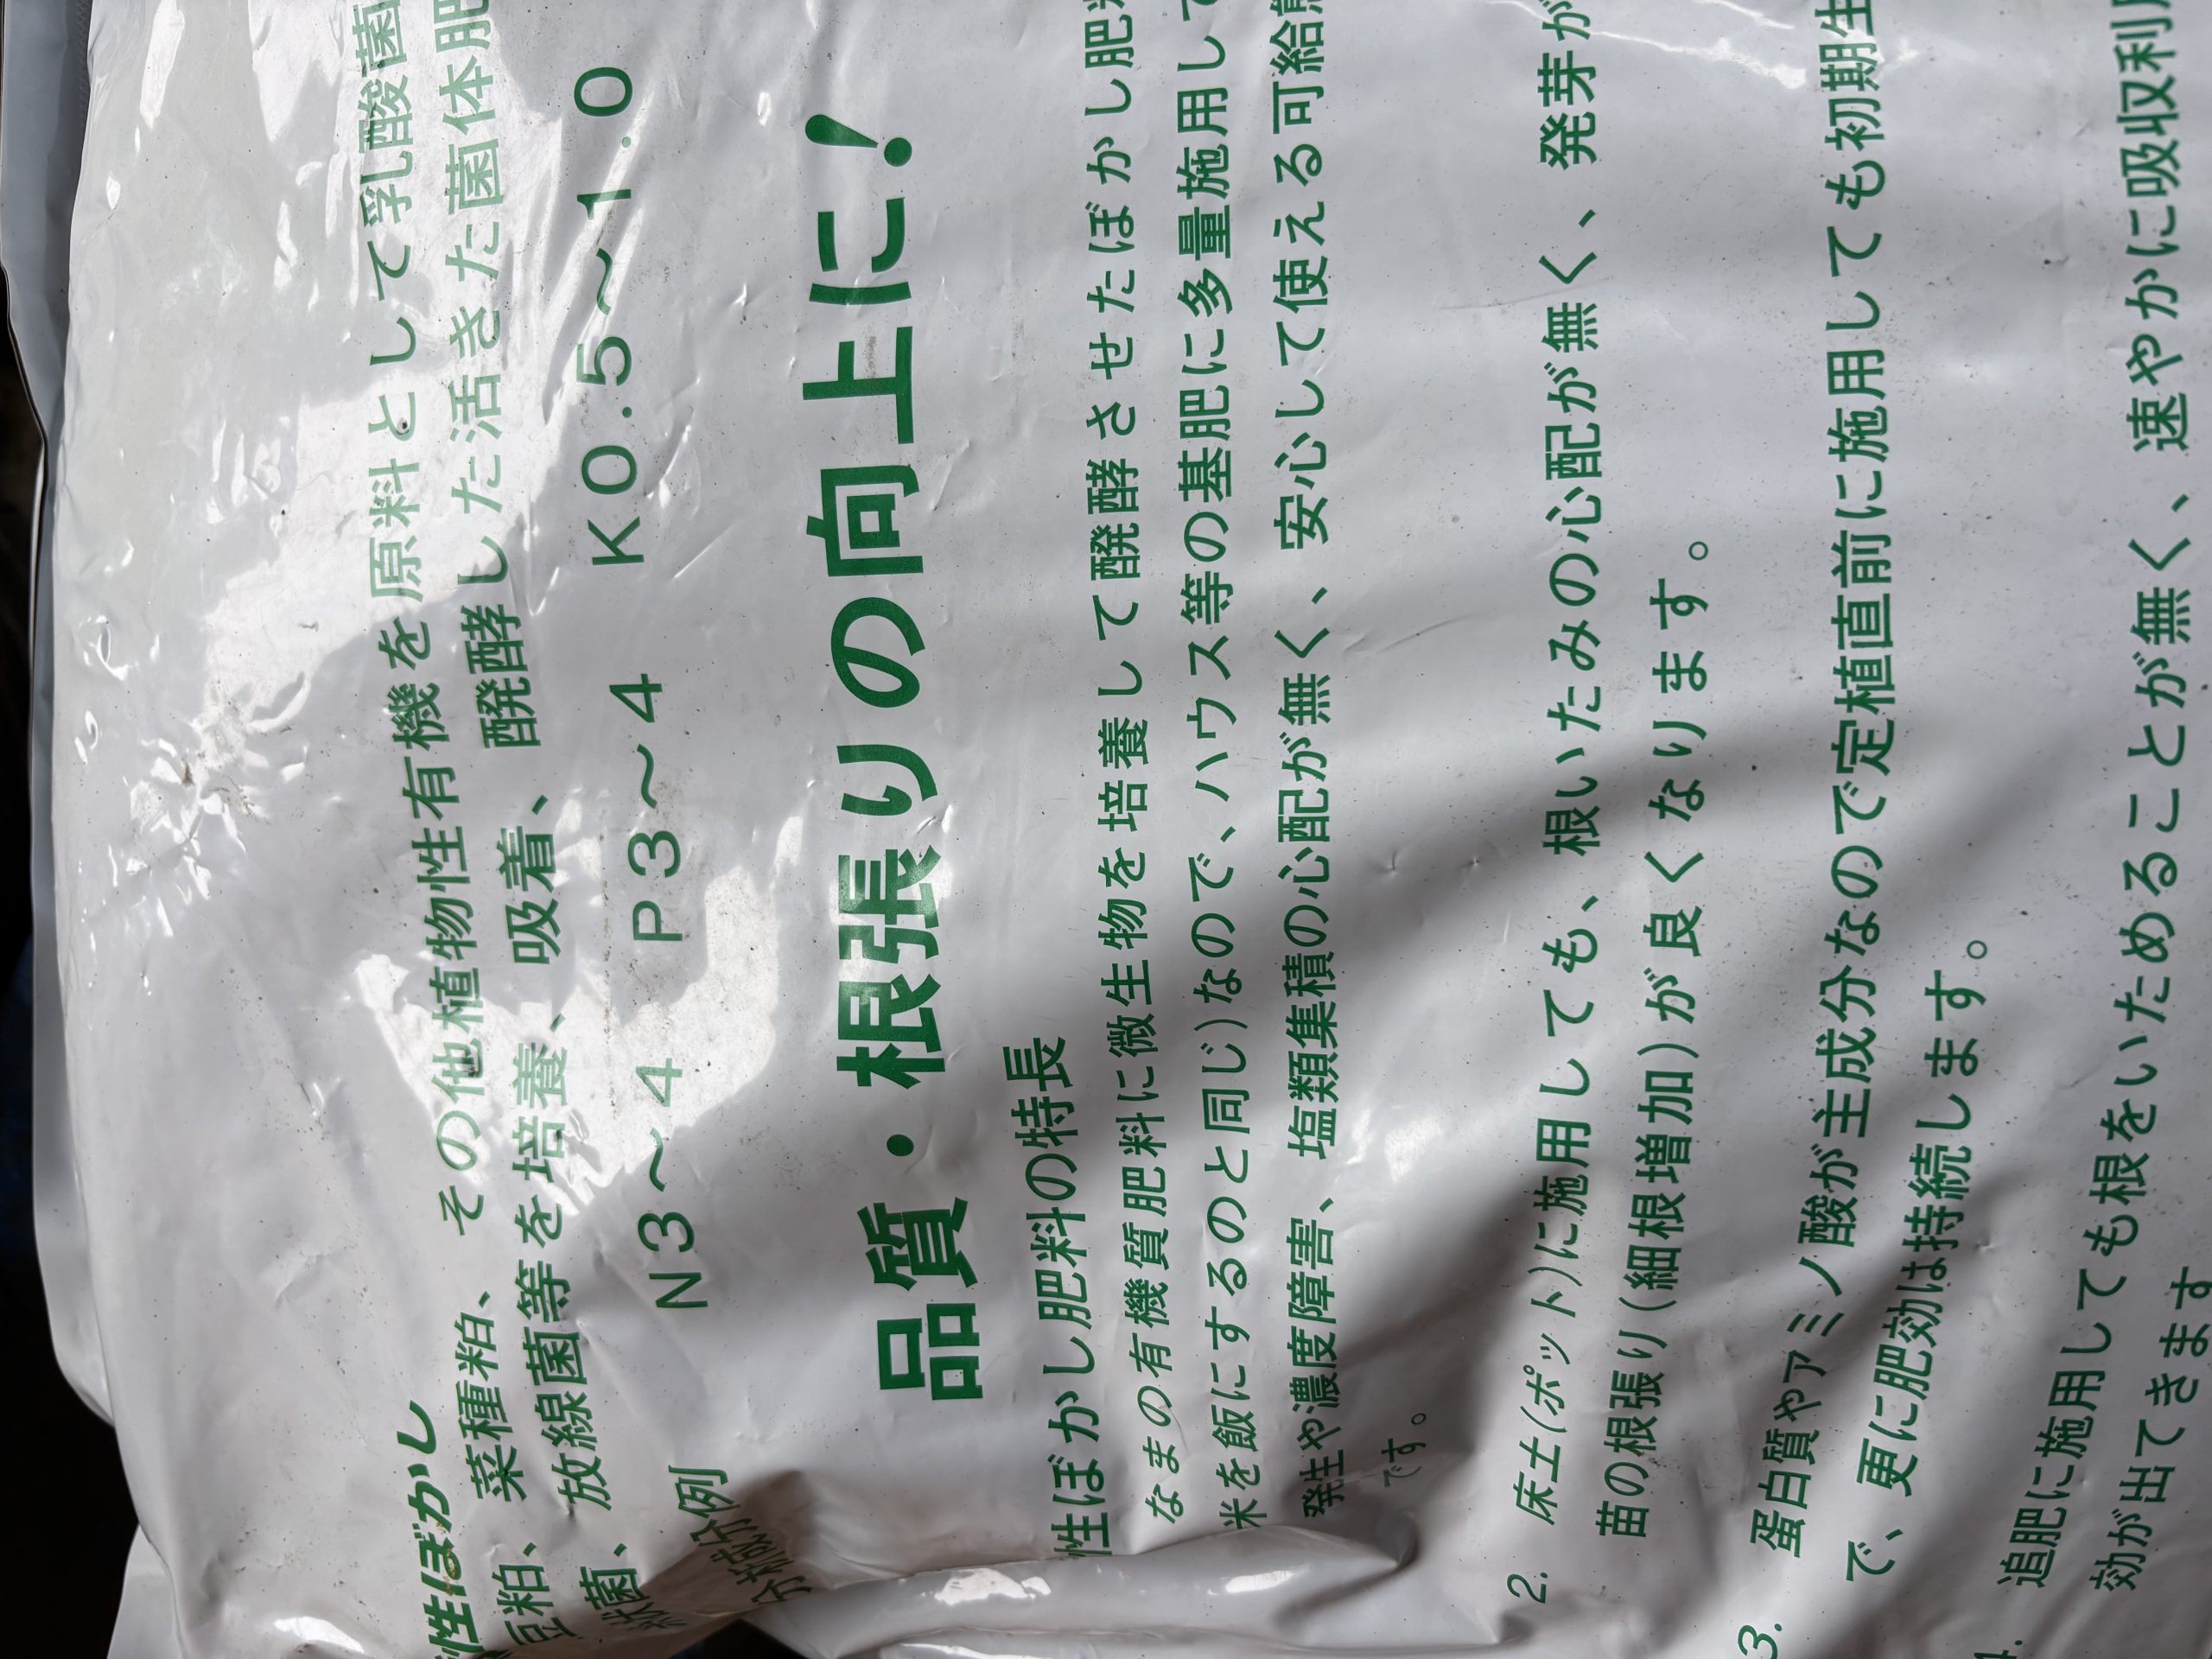 性ぼかし
豆粕、菜種粕、その他植物性有機を原料として乳酸菌
状菌、放線菌等を培養、吸着、醗酵した活きた菌体肥
分析例 N3～4 P3～4 K0.5～1.0
品質・根張りの向上に!
性ぼかし肥料の特長
なまの有機質肥料に微生物を培養して醗酵させたぼかし肥料
米を飯にするのと同じ)なので、ハウス等の基肥に多量施用して
発生や濃度障害、塩類集積の心配が無く、安心して使える可給態
です。
2. 床土(ポット)に施用しても、根いたみの心配が無く、発芽が
苗の根張り(細根増加)が良くなります。
3. 蛋白質やアミノ酸が主成分なので定植直前に施用しても初期生
で、更に肥効は持続します。
4. 追肥に施用しても根をいためることが無く、速やかに吸収利用
効が出てきます